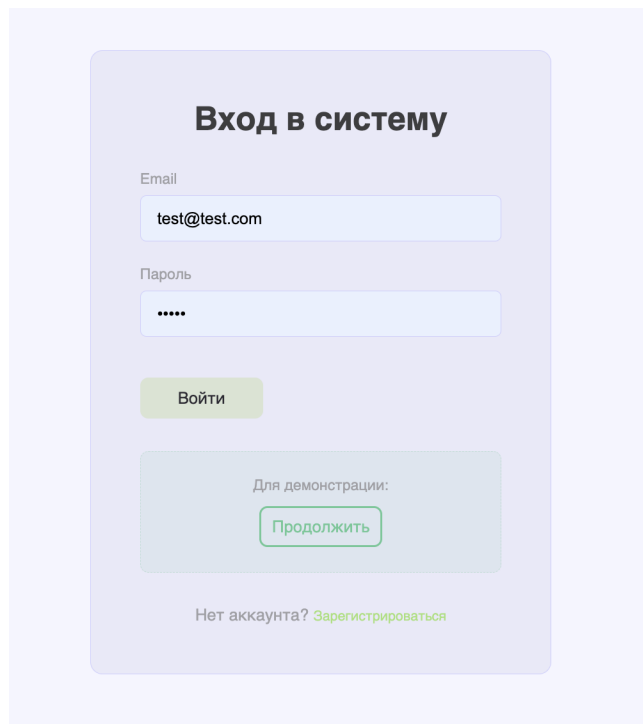 Вход в систему
Email
test@test.com
Пароль
•••••
Войти
Для демонстрации:
Продолжить
Нет аккаунта? Зарегистрироваться